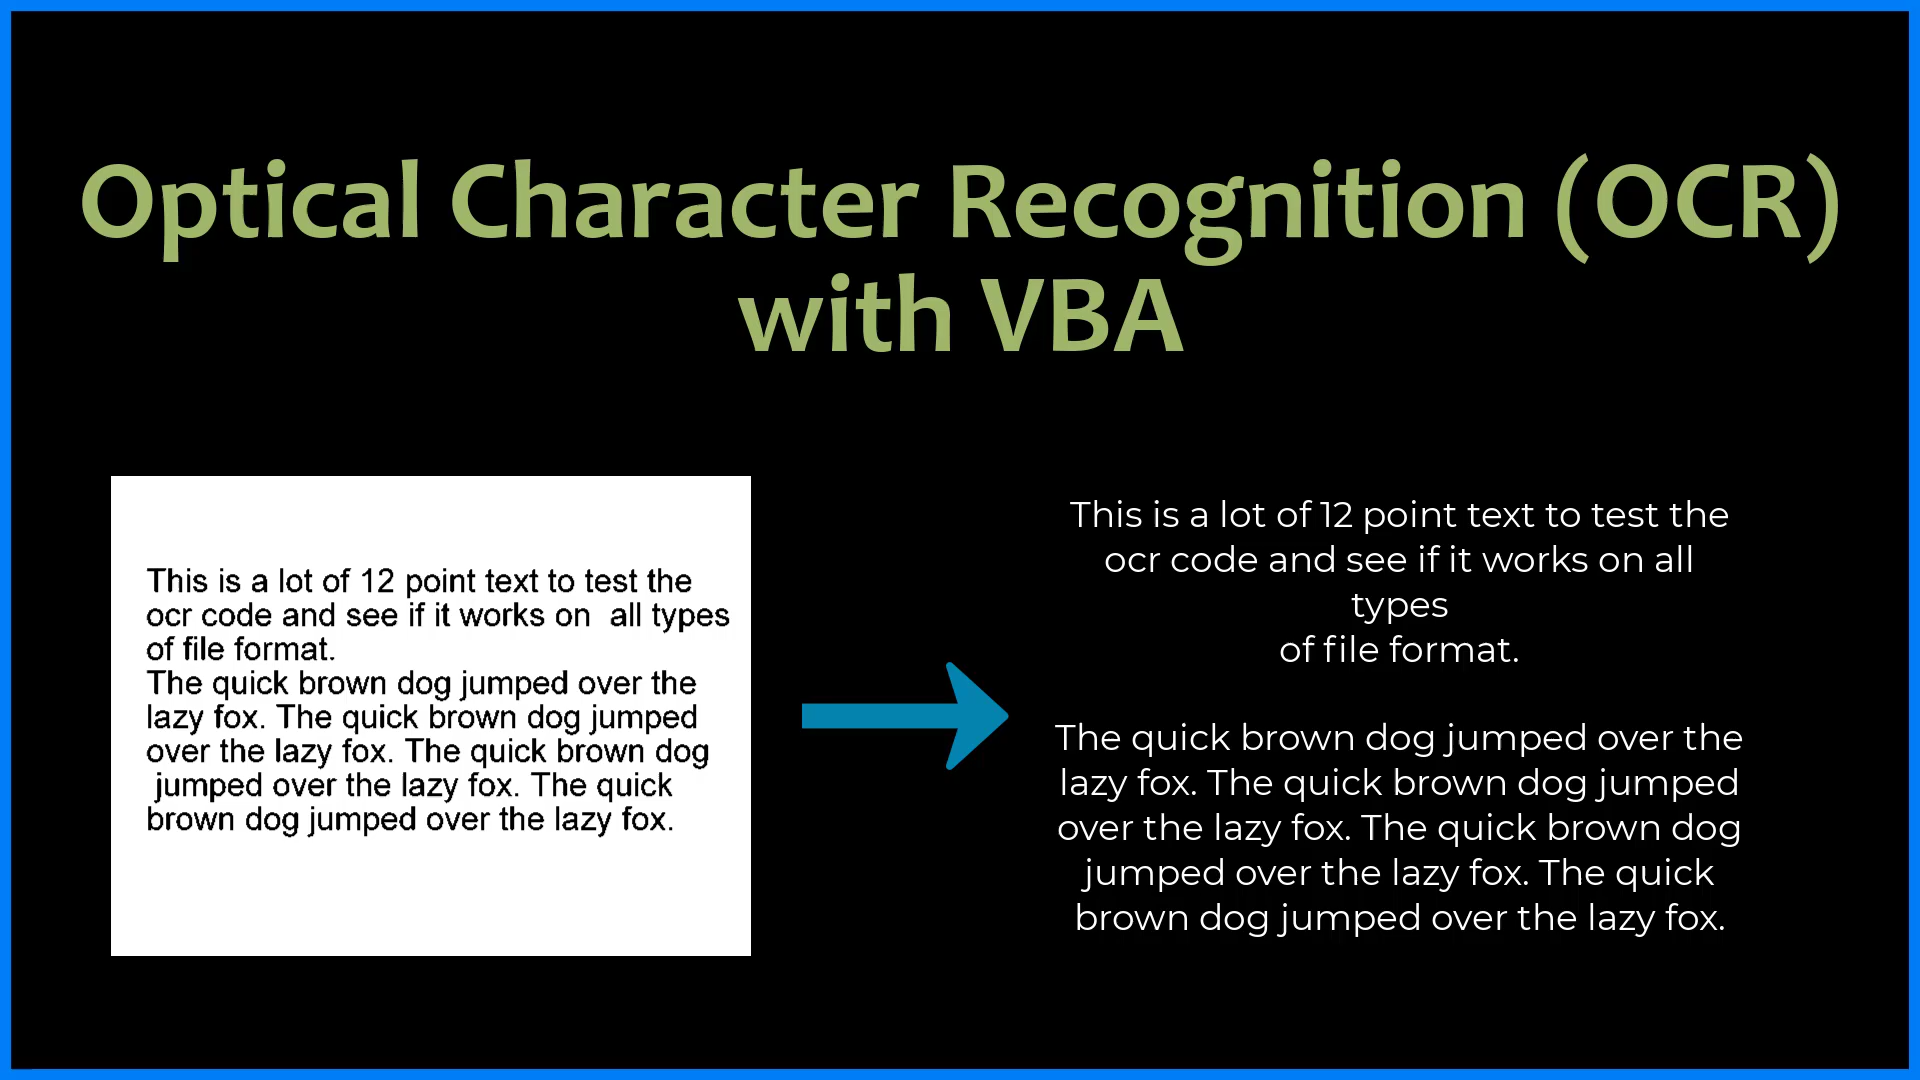 Optical Character Recognition (OCR)
with VBA
This is a lot of 12 point text to test the
ocr code and see if it works on  all types
of file format.
The quick brown dog jumped over the
lazy fox. The quick brown dog jumped
over the lazy fox. The quick brown dog
jumped over the lazy fox. The quick
brown dog jumped over the lazy fox.
This is a lot of 12 point text to test the
ocr code and see if it works on all
types
of file format.
The quick brown dog jumped over the
lazy fox. The quick brown dog jumped
over the lazy fox. The quick brown dog
jumped over the lazy fox. The quick
brown dog jumped over the lazy fox.